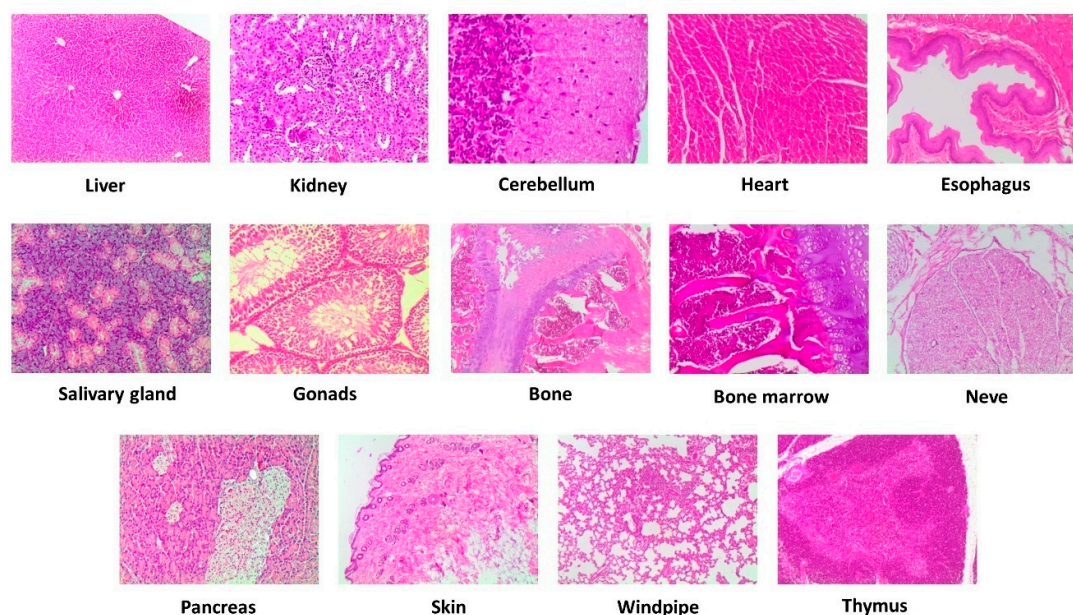 Liver
Kidney
Cerebellum
Heart
Esophagus
Salivary gland
Gonads
Bone
Bone marrow
Neve
Pancreas
Skin
Windpipe
Thymus